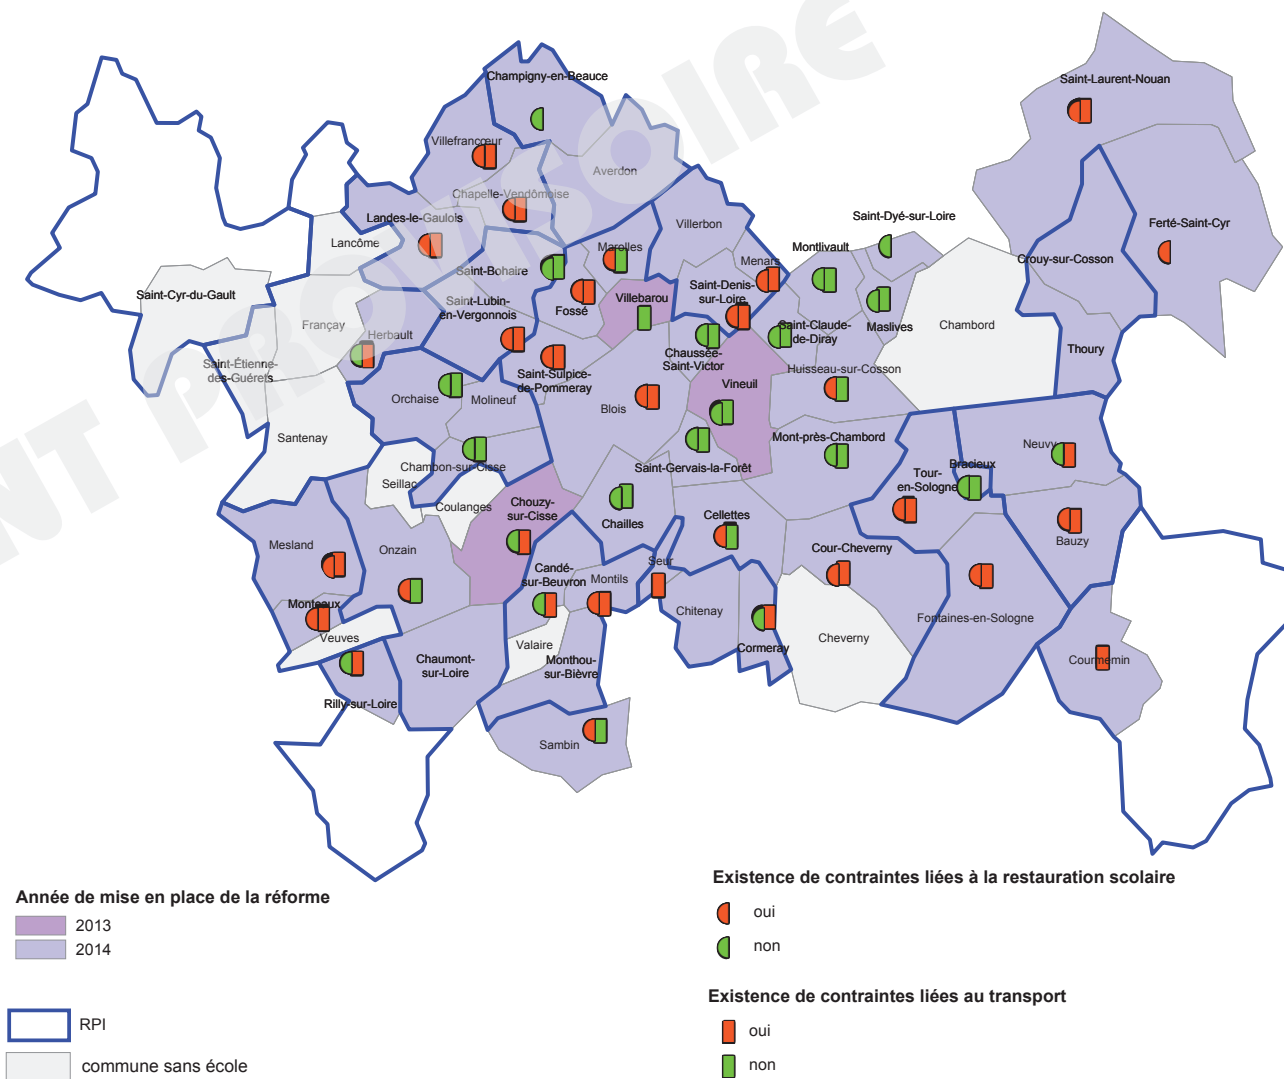 Champigny-en-Beauce
Saint-Laurent-Nouan
Villefrancœur
Averdon
Chapelle-Vendômoise
Landes-le-Gaulois
Villerbon
Saint-Dyé-sur-Loire
Ferté-Saint-Cyr
Lancôme
Marolles
Montlivault
Menars
Crouy-sur-Cosson
Saint-Bohaire
Saint-Cyr-du-Gault
Saint-Denis-
sur-Loire
Villebarou
Saint-Lubin-
en-Vergonnois
Fossé
Françay
Saint-Claude-
de-Diray
Maslives
Chambord
Herbault
Thoury
Chaussée-
Saint-Victor
Saint-Étienne-
des-Guérets
Saint-Sulpice-
de-Pommeray
Huisseau-sur-Cosson
Vineuil
Orchaise
Molineuf
Blois
Santenay
Mont-près-Chambord
Neuvy
Chambon-sur-Cisse
Saint-Gervais-la-Forêt
Bracieux
Tour-
en-Sologne
Seillac
Coulanges
Chouzy-
sur-Cisse
Cellettes
Chailles
Mesland
Onzain
Cour-Cheverny
Bauzy
Seur
Candé-
sur-Beuvron
Montils
Monteaux
Chitenay
Fontaines-en-Sologne
Veuves
Cheverny
Valaire
Cormeray
Chaumont-
sur-Loire
Monthou-
sur-Bièvre
Courmemin
Rilly-sur-Loire
Sambin
NT PROVISOIRE
Année de mise en place de la réforme
2013
2014
RPI
commune sans école
Existence de contraintes liées à la restauration scolaire
oui
non
Existence de contraintes liées au transport
oui
non